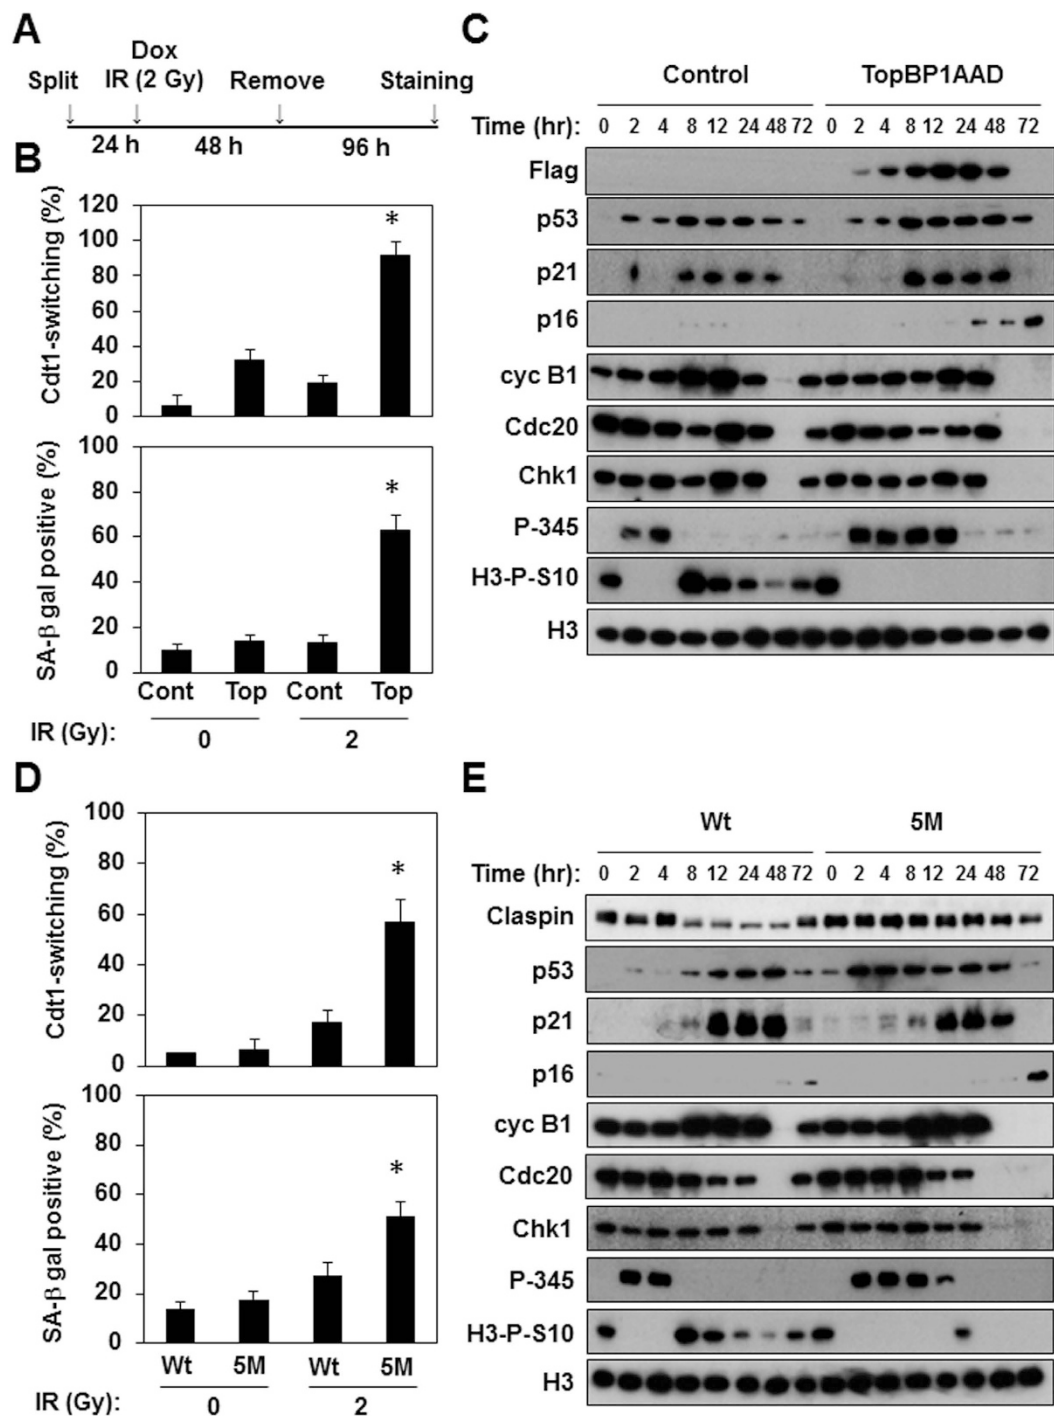 A
Dox
Split IR (2 Gy) Remove Staining
24 h 48 h 96 h
B
Cdt1-switching (%)
120
100
80
60
40
20
0
*
SA-β gal positive (%)
100
80
60
40
20
0
*
Cont Top Cont Top
IR (Gy): 0 2
C
Control TopBP1AAD
Time (hr): 0 2 4 8 12 24 48 72 0 2 4 8 12 24 48 72
Flag
p53
p21
p16
cyc B1
Cdc20
Chk1
P-345
H3-P-S10
H3
D
Cdt1-switching (%)
100
80
60
40
20
0
*
SA-β gal positive (%)
100
80
60
40
20
0
*
Wt 5M Wt 5M
IR (Gy): 0 2
E
Wt 5M
Time (hr): 0 2 4 8 12 24 48 72 0 2 4 8 12 24 48 72
Claspin
p53
p21
p16
cyc B1
Cdc20
Chk1
P-345
H3-P-S10
H3